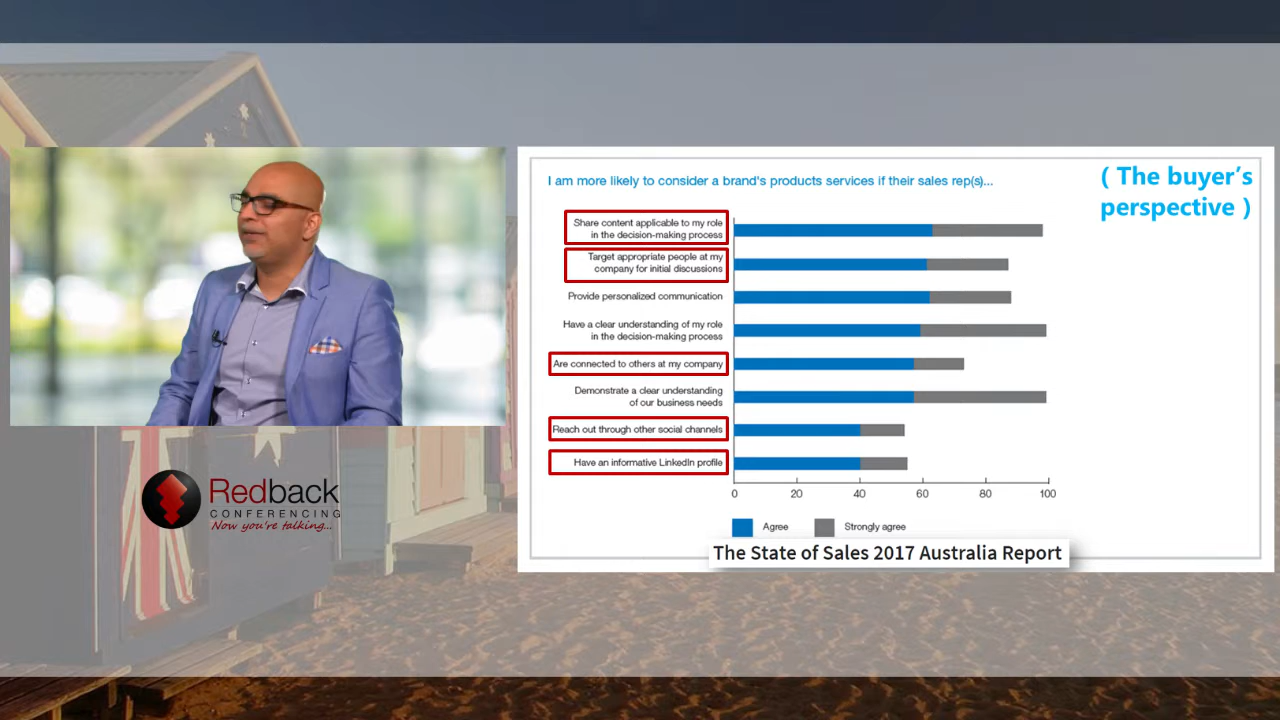 ( The buyer's
perspective )
I am more likely to consider a brand's products services if their sales rep(s)...
Share content applicable to my role
in the decision-making process
Target appropriate people at my
company for initial discussions
Provide personalized communication
Have a clear understanding of my role
in the decision-making process
Are connected to others at my company
Demonstrate a clear understanding
of our business needs
Reach out through other social channels
Have an informative LinkedIn profile
0 20 40 60 80 100
Agree Strongly agree
The State of Sales 2017 Australia Report
Redback
CONFERENCING
Now you're talking...